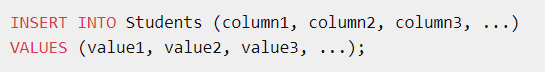 INSERT INTO Students (column1, column2, column3, ...)
VALUES (value1, value2, value3, ...);